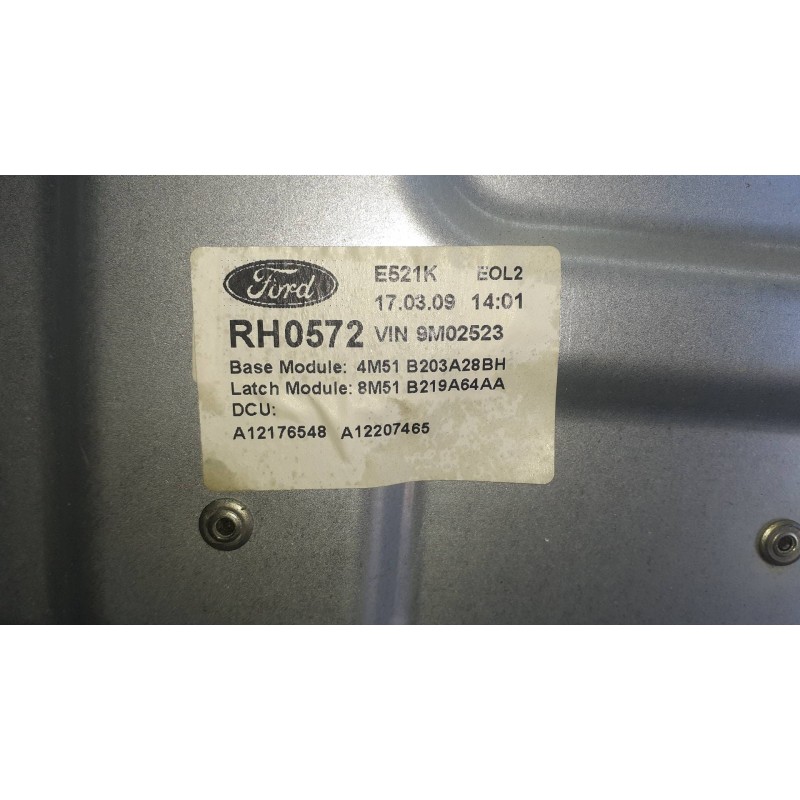 Ford
E521K EOL2
17.03.09 14:01
RH0572 VIN 9M02523
Base Module: 4M51 B203A28BH
Latch Module: 8M51 B219A64AA
DCU:
A12176548 A12207465